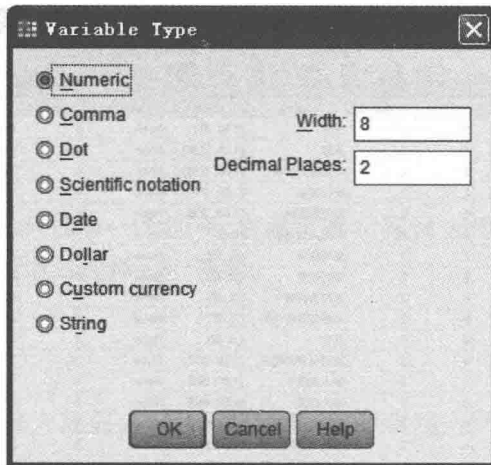 Variable Type
Numeric
Comma
Width: 8
Dot
Decimal Places: 2
Scientific notation
Date
Dollar
Custom currency
String
OK Cancel Help